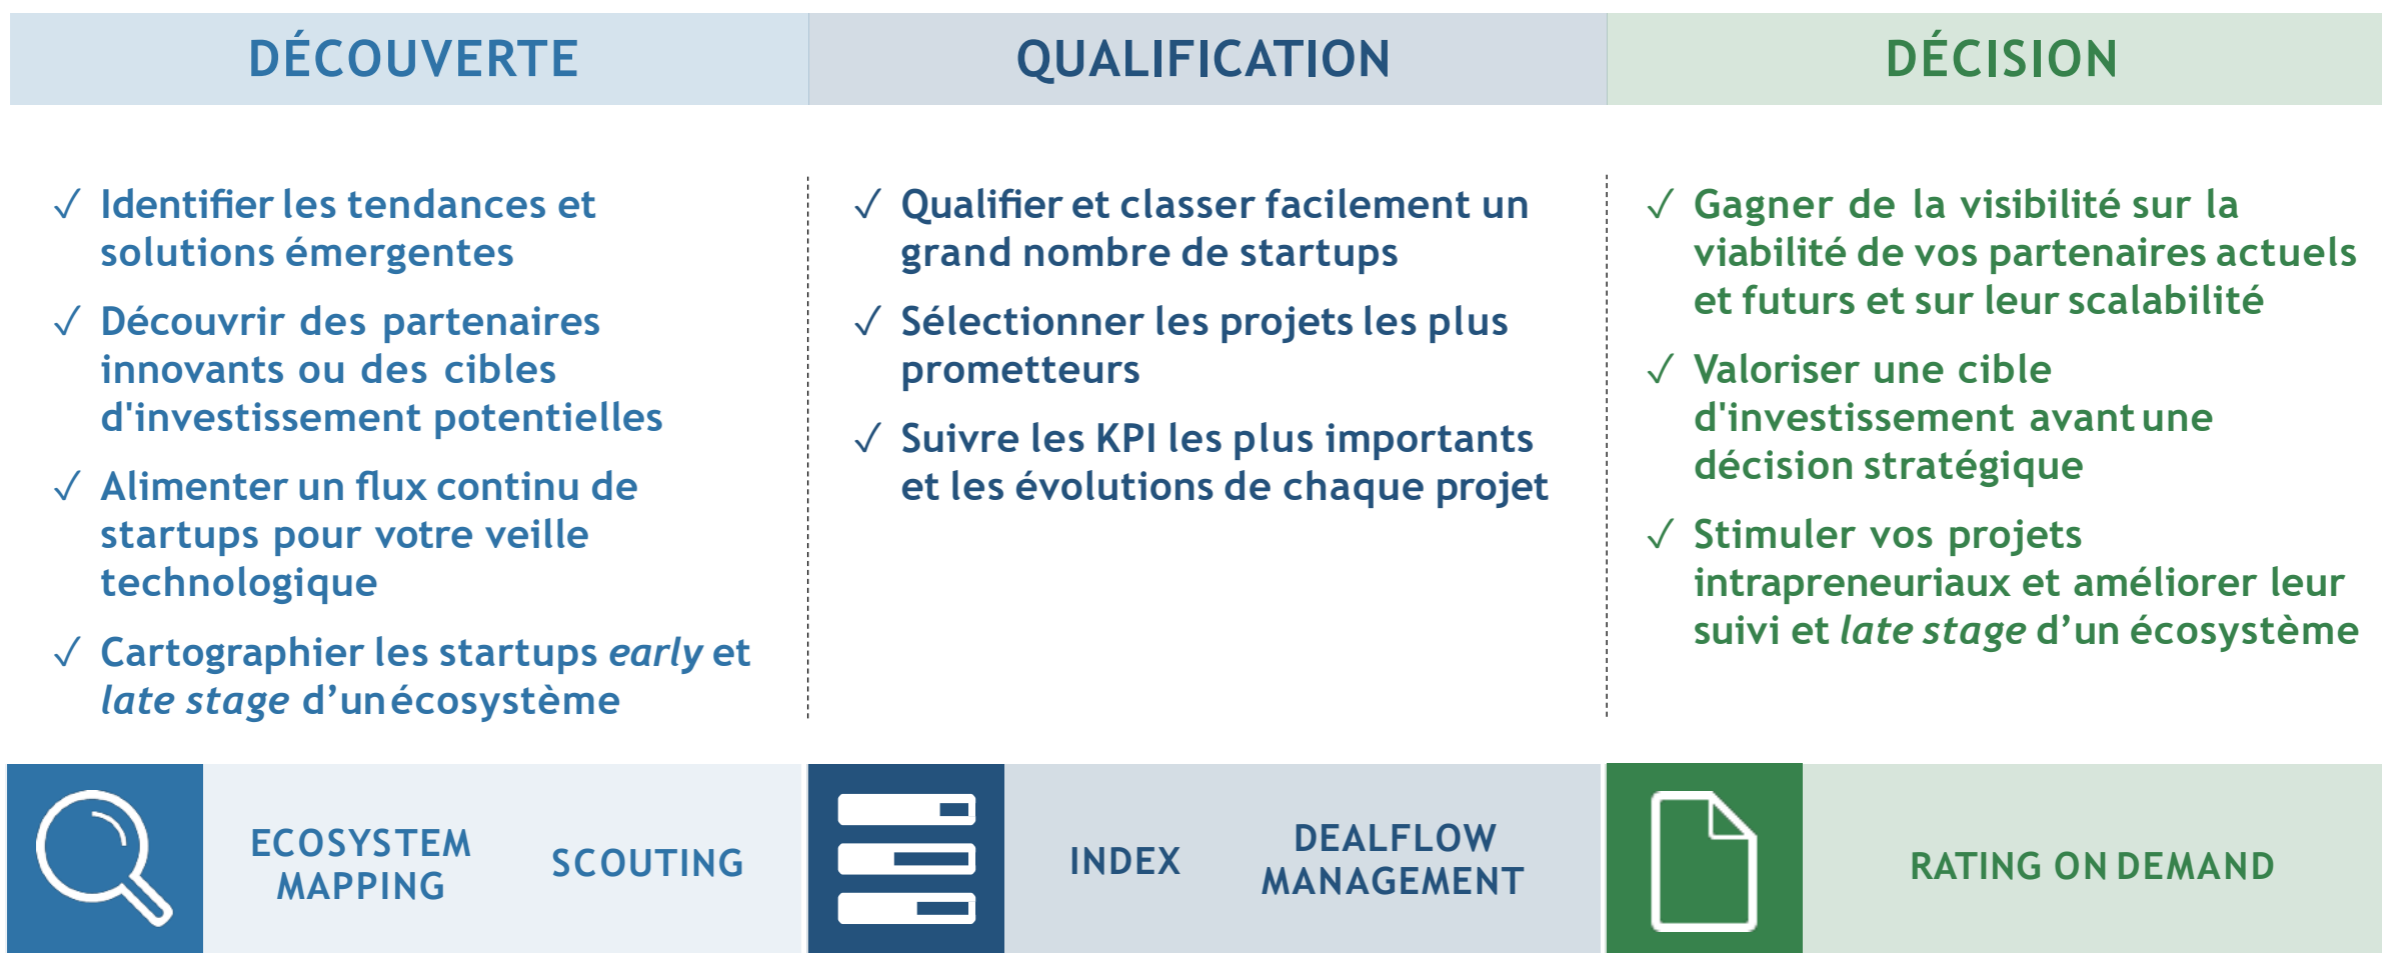 DÉCOUVERTE
QUALIFICATION
DÉCISION
✓ Identifier les tendances et
solutions émergentes
✓ Découvrir des partenaires
innovants ou des cibles
d'investissement potentielles
✓ Alimenter un flux continu de
startups pour votre veille
technologique
✓ Cartographier les startups early et
late stage d’un écosystème
✓ Qualifier et classer facilement un
grand nombre de startups
✓ Sélectionner les projets les plus
prometteurs
✓ Suivre les KPI les plus importants
et les évolutions de chaque projet
✓ Gagner de la visibilité sur la
viabilité de vos partenaires actuels
et futurs et sur leur scalabilité
✓ Valoriser une cible
d'investissement avant une
décision stratégique
✓ Stimuler vos projets
intrapreneuriaux et améliorer leur
suivi et late stage d’un écosystème
ECOSYSTEM
MAPPING
SCOUTING
INDEX
DEALFLOW
MANAGEMENT
RATING ON DEMAND